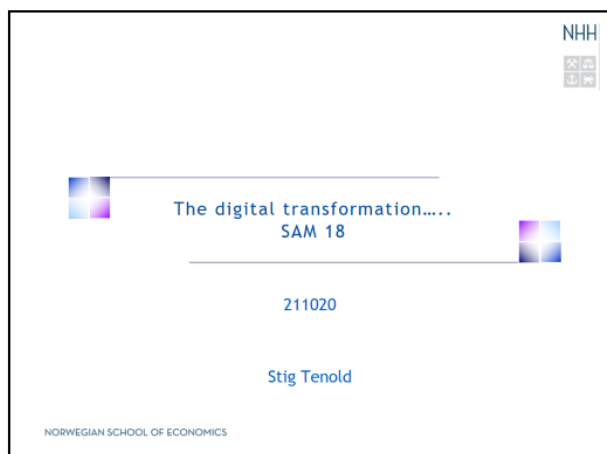 NHH
The digital transformation.....
SAM 18
211020
Stig Tenold
NORWEGIAN SCHOOL OF ECONOMICS